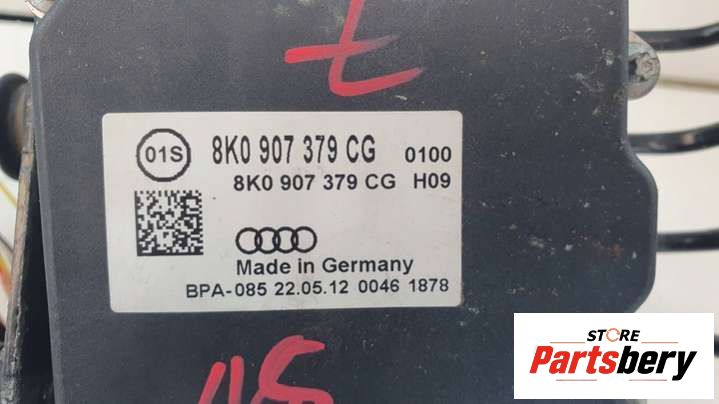 7
01S
8K0 907 379 CG 0100
8K0 907 379 CG H09
Made in Germany
BPA-085 22.05.12 0046 1878
STORE
Partsbery